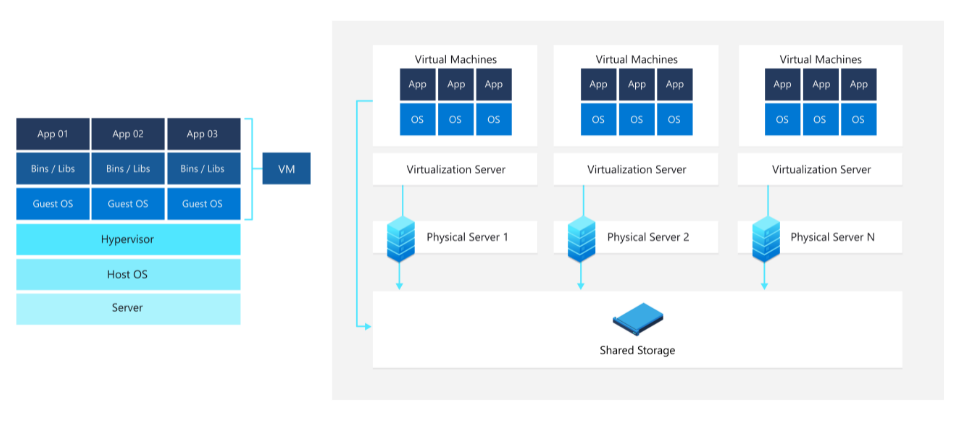 App 01 App 02 App 03
Bins / Libs Bins / Libs Bins / Libs
Guest OS Guest OS Guest OS
VM
Hypervisor
Host OS
Server
Virtual Machines
App App App
OS OS OS
Virtualization Server
Physical Server 1
Virtual Machines
App App App
OS OS OS
Virtualization Server
Physical Server 2
Virtual Machines
App App App
OS OS OS
Virtualization Server
Physical Server N
Shared Storage